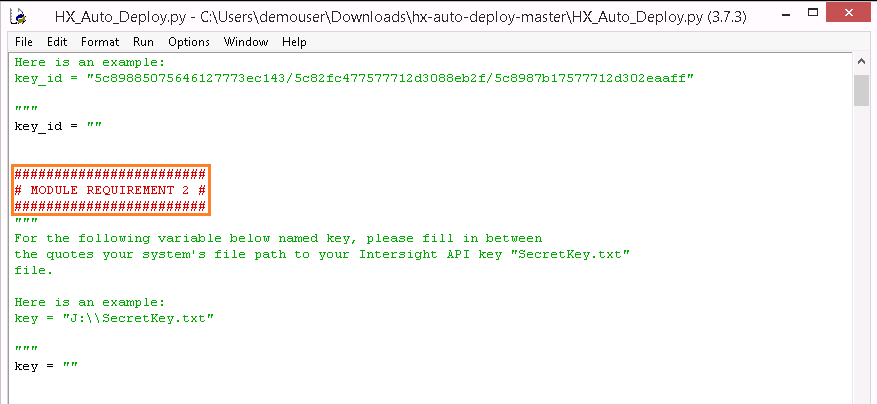 HX_Auto_Deploy.py - C:\Users\demouser\Downloads\hx-auto-deploy-master\HX_Auto_Deploy.py (3.7.3)
File Edit Format Run Options Window Help
Here is an example:
key_id = "5c89885075646127773ec143/5c82fc477577712d3088eb2f/5c8987b17577712d302eaaff"
"""
key_id = ""
########################
# MODULE REQUIREMENT 2 #
########################
"""
For the following variable below named key, please fill in between
the quotes your system's file path to your Intersight API key "SecretKey.txt"
file.
Here is an example:
key = "J:\\SecretKey.txt"
"""
key = ""